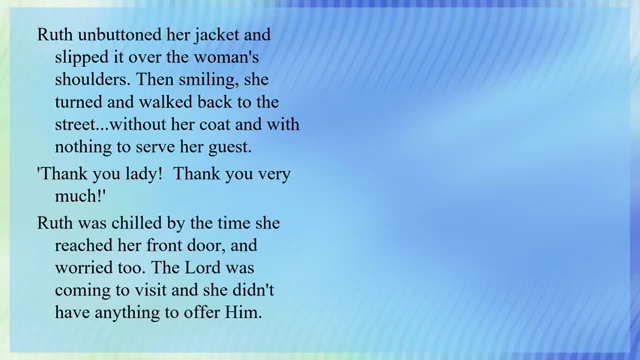 Ruth unbuttoned her jacket and
slipped it over the woman's
shoulders. Then smiling, she
turned and walked back to the
street...without her coat and with
nothing to serve her guest.
'Thank you lady!  Thank you very
much!'
Ruth was chilled by the time she
reached her front door, and
worried too. The Lord was
coming to visit and she didn't
have anything to offer Him.